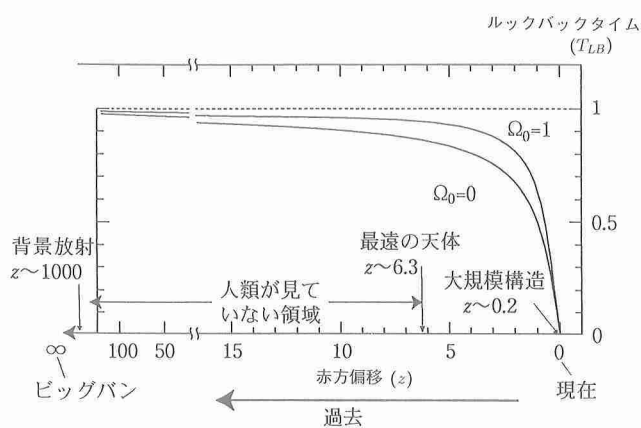 ルックバックタイム
(T_LB)
1
Ω₀=1
Ω₀=0
0.5
背景放射
z～1000
最遠の天体
z～6.3
大規模構造
z～0.2
人類が見て
いない領域
0
∞
100
50
15
10
5
0
ビッグバン
赤方偏移 (z)
現在
過去